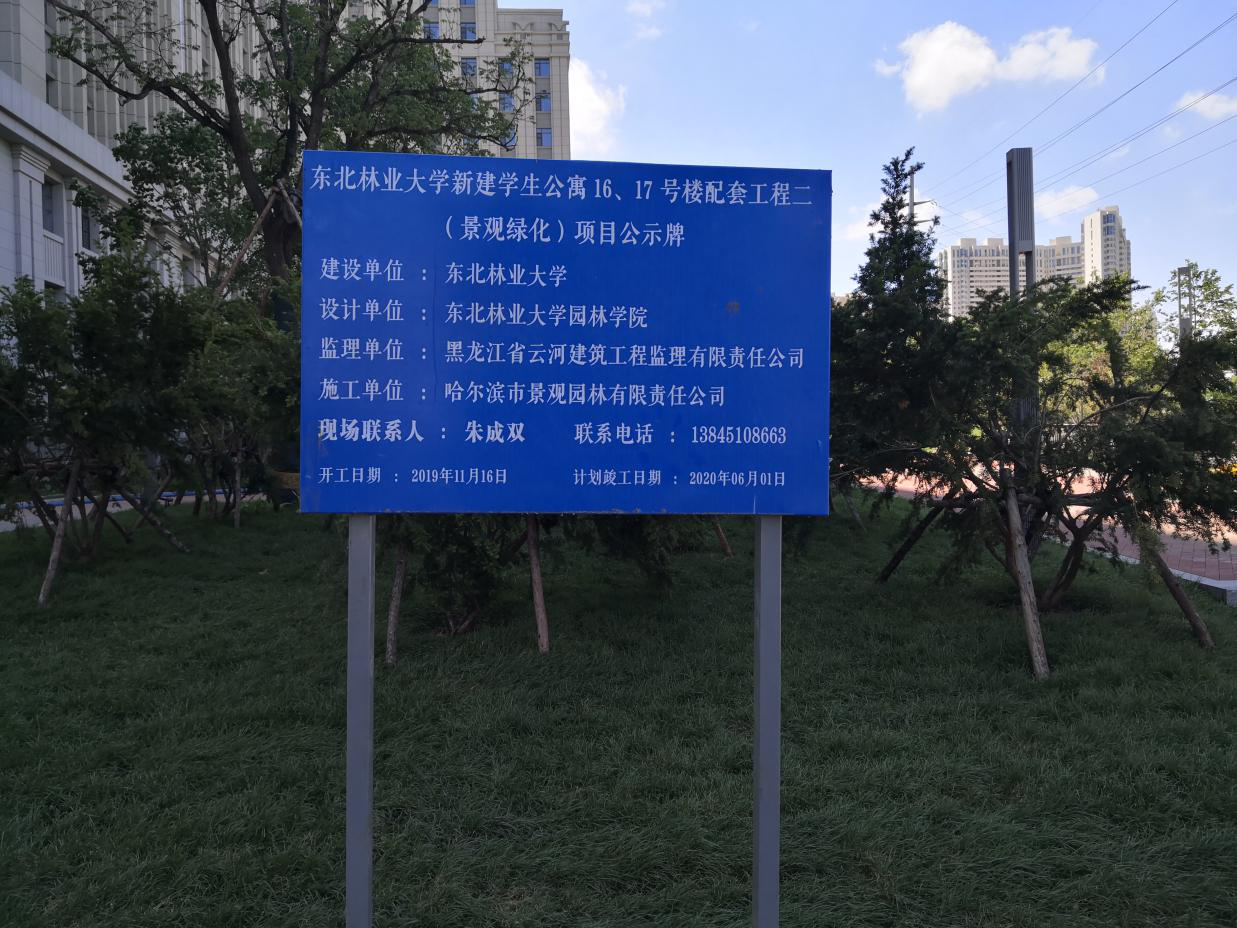 东北林业大学新建学生公寓16、17号楼配套工程二
（景观绿化）项目公示牌
建设单位：东北林业大学
设计单位：东北林业大学园林学院
监理单位：黑龙江省云河建筑工程监理有限责任公司
施工单位：哈尔滨市景观园林有限责任公司
现场联系人：朱成双 联系电话：13845108663
开工日期：2019年11月16日 计划竣工日期：2020年06月01日